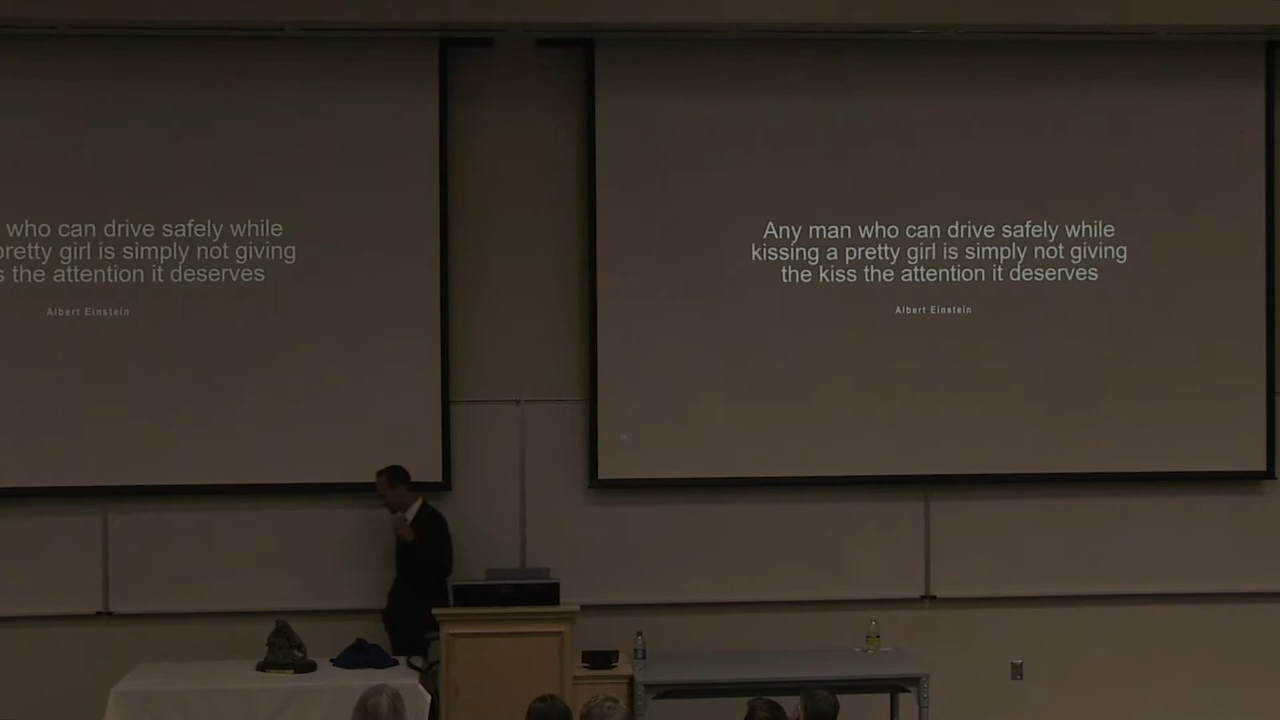 who can drive safely while
pretty girl is simply not giving
s the attention it deserves
Albert Einstein
Any man who can drive safely while
kissing a pretty girl is simply not giving
the kiss the attention it deserves
Albert Einstein